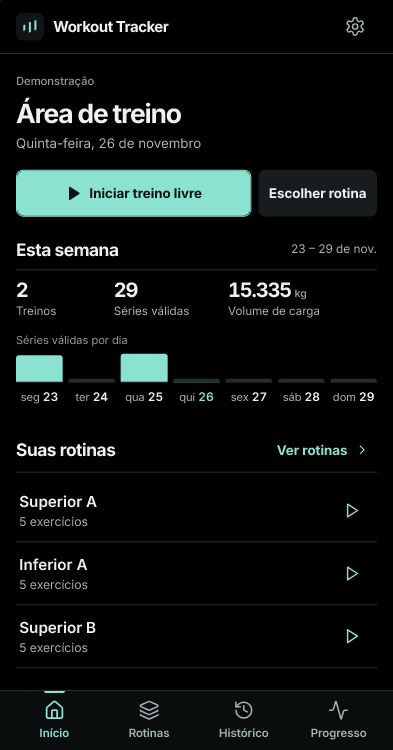 Workout Tracker
Demonstração
Área de treino
Quinta-feira, 26 de novembro
Iniciar treino livre
Escolher rotina
Esta semana
23 – 29 de nov.
2
Treinos
29
Séries válidas
15.335 kg
Volume de carga
Séries válidas por dia
seg 23
ter 24
qua 25
qui 26
sex 27
sáb 28
dom 29
Suas rotinas
Ver rotinas
Superior A
5 exercícios
Inferior A
5 exercícios
Superior B
5 exercícios
Início
Rotinas
Histórico
Progresso